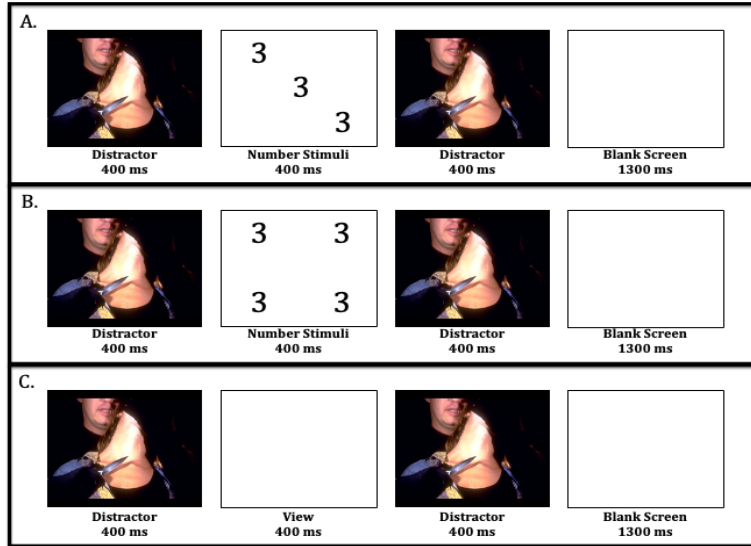 A.
3
3
3
Distractor
400 ms
Number Stimuli
400 ms
Distractor
400 ms
Blank Screen
1300 ms
B.
3 3
3 3
Distractor
400 ms
Number Stimuli
400 ms
Distractor
400 ms
Blank Screen
1300 ms
C.
Distractor
400 ms
View
400 ms
Distractor
400 ms
Blank Screen
1300 ms